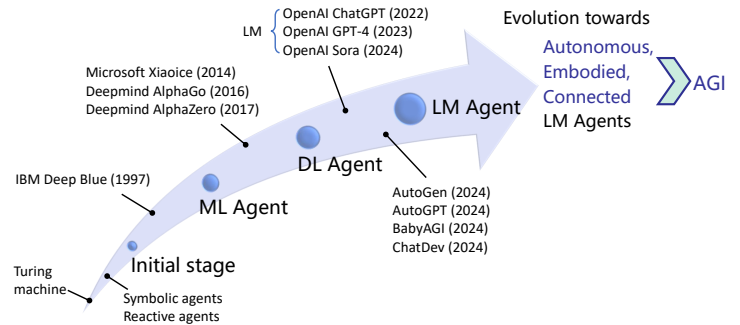 OpenAI ChatGPT (2022)
LM
OpenAI GPT-4 (2023)
OpenAI Sora (2024)
Evolution towards
Autonomous,
Embodied,
Connected
LM Agents
AGI
Microsoft Xiaoice (2014)
Deepmind AlphaGo (2016)
Deepmind AlphaZero (2017)
LM Agent
DL Agent
IBM Deep Blue (1997)
ML Agent
AutoGen (2024)
AutoGPT (2024)
BabyAGI (2024)
ChatDev (2024)
Initial stage
Turing
machine
Symbolic agents
Reactive agents